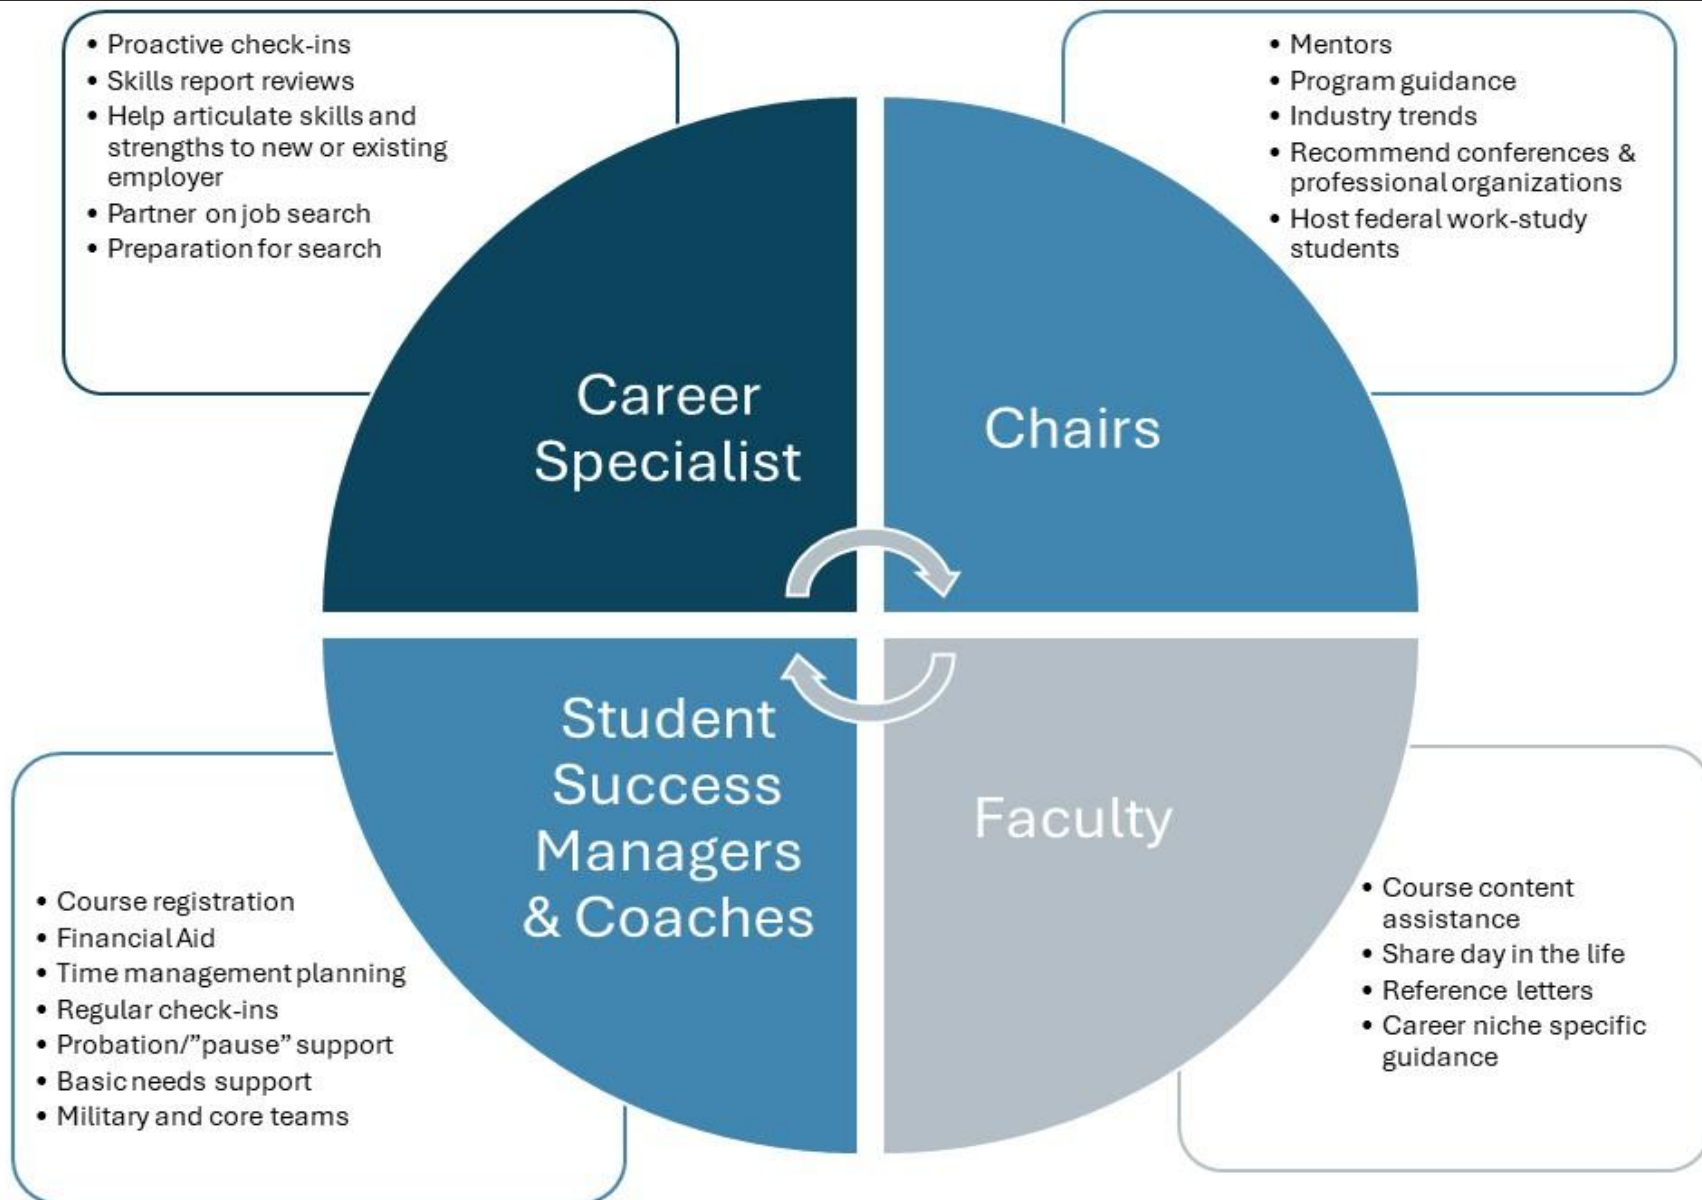 • Proactive check-ins
• Skills report reviews
• Help articulate skills and
strengths to new or existing
employer
• Partner on job search
• Preparation for search
• Mentors
• Program guidance
• Industry trends
• Recommend conferences &
professional organizations
• Host federal work-study
students
Career
Specialist
Chairs
Student
Success
Managers
& Coaches
Faculty
• Course registration
• Financial Aid
• Time management planning
• Regular check-ins
• Probation/”pause” support
• Basic needs support
• Military and core teams
• Course content
assistance
• Share day in the life
• Reference letters
• Career niche specific
guidance